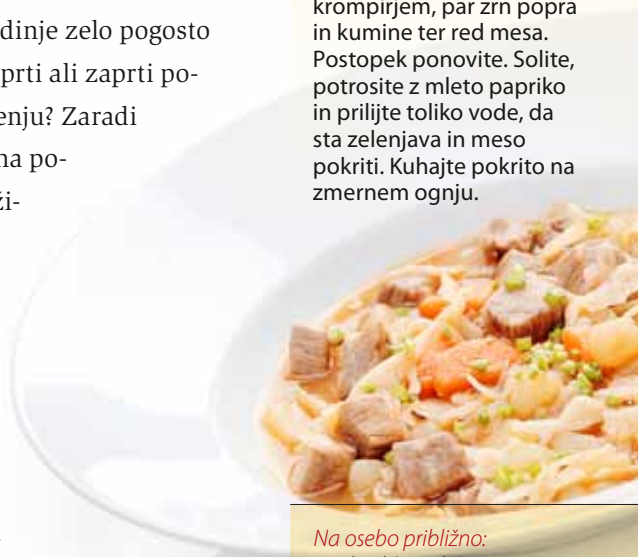 dinje zelo pogosto
prti ali zaprti po-
enju? Zaradi
na po-
ži-
krompirjem, par zrn popra
in kumine ter red mesa.
Postopek ponovite. Solite,
potrosite z mleto papriko
in prilijte toliko vode, da
sta zelenjava in meso
pokriti. Kuhajte pokrito na
zmernem ognju.
Na osebo približno: